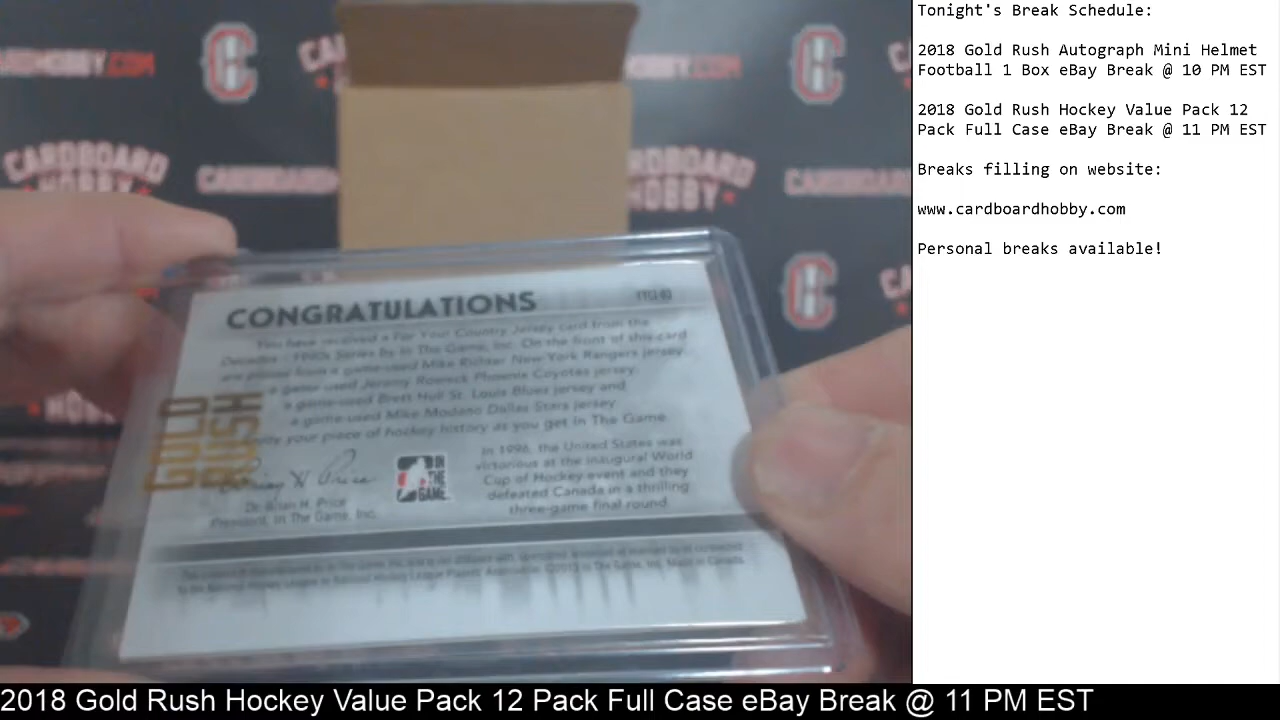 Tonight's Break Schedule:
2018 Gold Rush Autograph Mini Helmet
Football 1 Box eBay Break @ 10 PM EST
2018 Gold Rush Hockey Value Pack 12
Pack Full Case eBay Break @ 11 PM EST
Breaks filling on website:
www.cardboardhobby.com
Personal breaks available!
CARDBOARD
HOBBY
CARDBOARD
HOBBY
CONGRATULATIONS
You have received a For Your Country Jersey card from the
Decades - 1990s Series by In The Game, Inc. On the front of this card
are pieces from a game-used Mike Richter New York Rangers jersey,
a game-used Jeremy Roenick Phoenix Coyotes jersey,
a game-used Brett Hull St. Louis Blues jersey and
a game-used Mike Modano Dallas Stars jersey.
your piece of hockey history as you get In The Game.
GOLD
RUSH
In 1996, the United States was
victorious at the inaugural World
Cup of Hockey event and they
defeated Canada in a thrilling
three-game final round.
IN
THE
GAME
Dr. Brian H. Price
President, In The Game, Inc.
2018 Gold Rush Hockey Value Pack 12 Pack Full Case eBay Break @ 11 PM EST